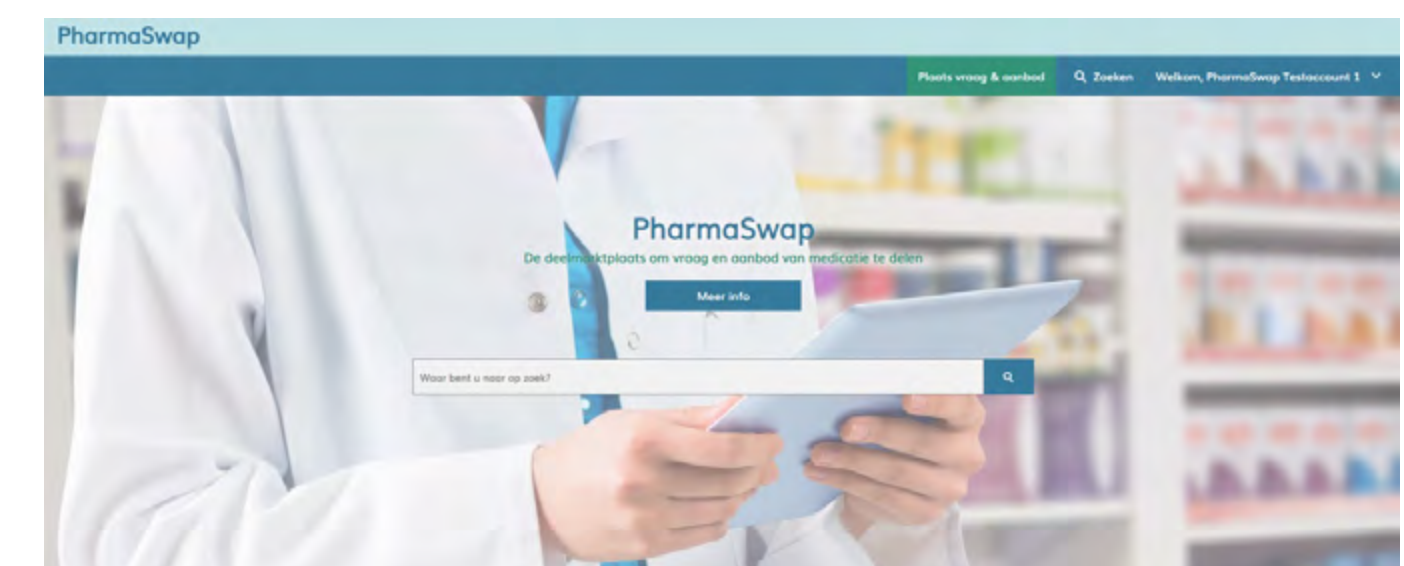 PharmaSwap
Plaats vraag & aanbod Zoeken Welkom, PharmaSwap Testaccount 1
PharmaSwap
De deelmarktplaats om vraag en aanbod van medicatie te delen
Meer info
Waar bent u naar op zoek?